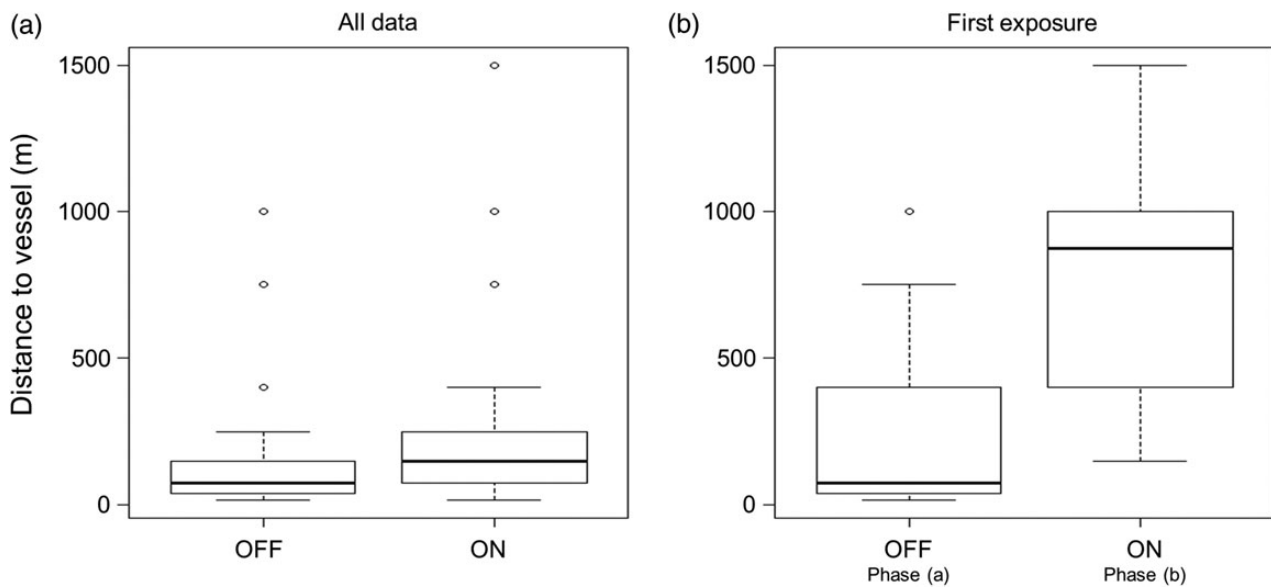 (a)
All data
Distance to vessel (m)
1500
1000
500
0
OFF
ON
(b)
First exposure
1500
1000
500
0
OFF
Phase (a)
ON
Phase (b)